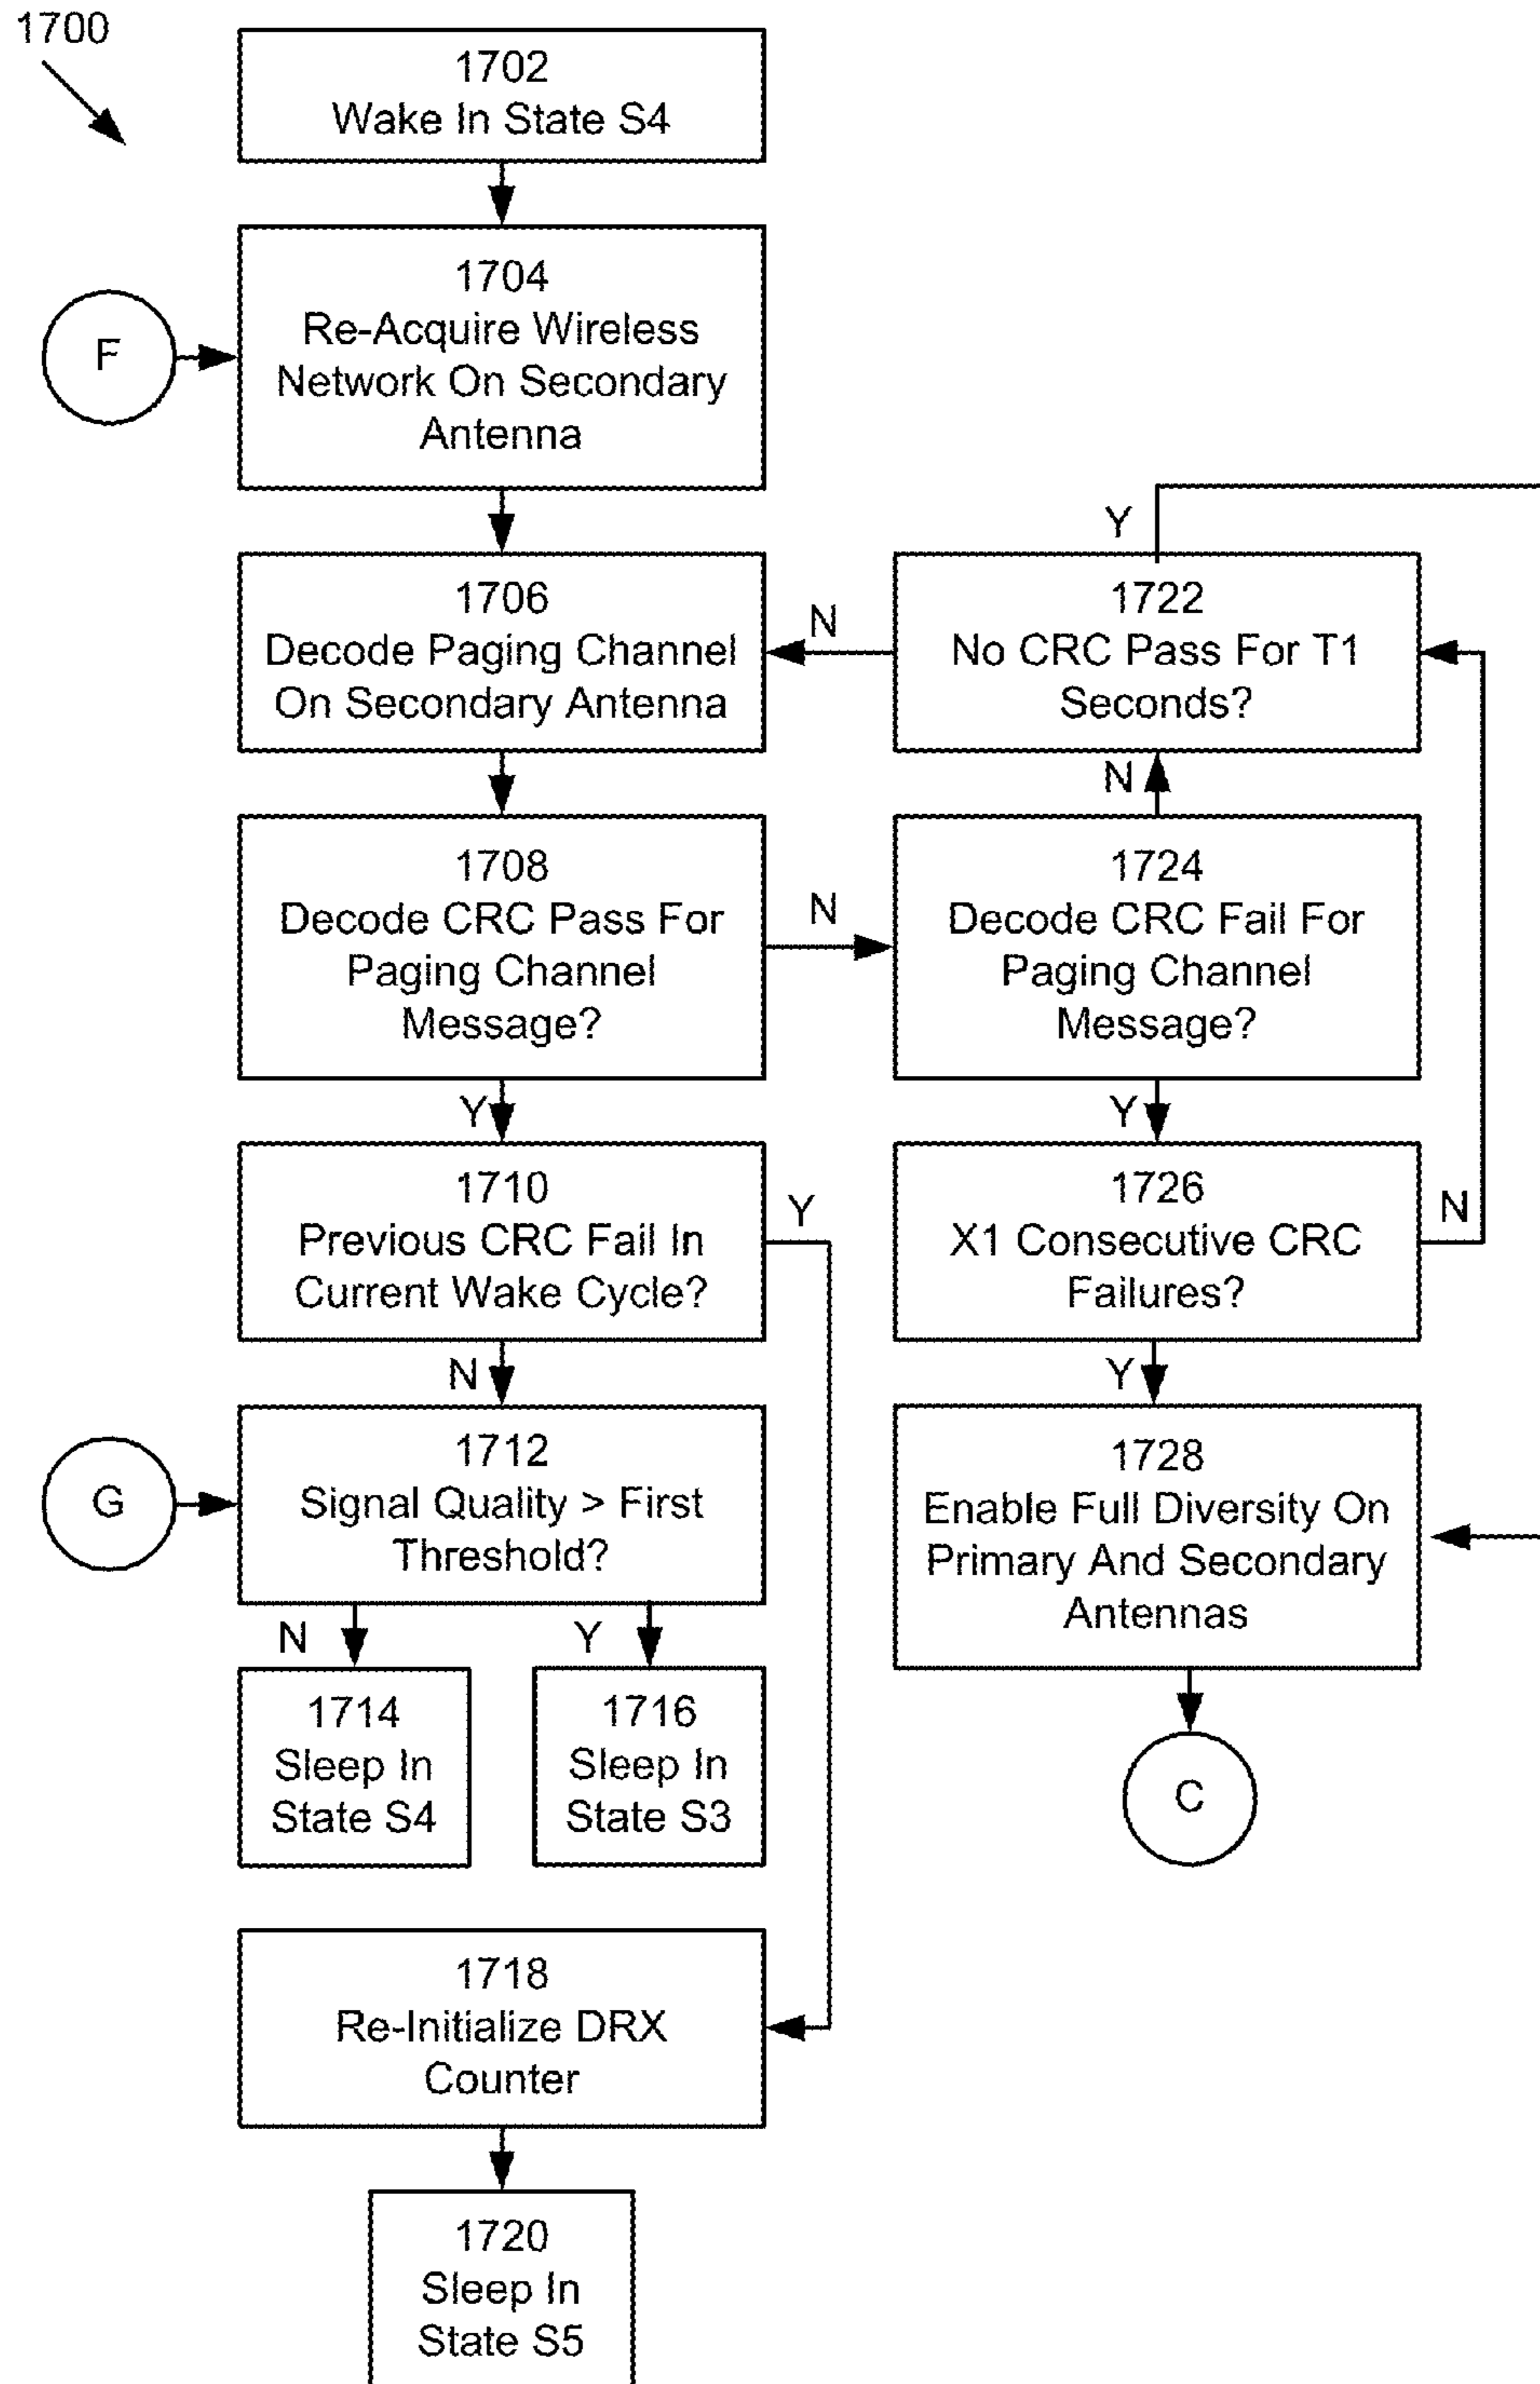 1700
1702
Wake In State S4
1704
Re-Acquire Wireless
Network On Secondary
Antenna
F
1706
Decode Paging Channel
On Secondary Antenna
N
Y
1722
No CRC Pass For T1
Seconds?
N
1708
Decode CRC Pass For
Paging Channel
Message?
N
1724
Decode CRC Fail For
Paging Channel
Message?
Y
Y
1710
Previous CRC Fail In
Current Wake Cycle?
Y
1726
X1 Consecutive CRC
Failures?
N
N
Y
G
1712
Signal Quality > First
Threshold?
1728
Enable Full Diversity On
Primary And Secondary
Antennas
N
Y
1714
Sleep In
State S4
1716
Sleep In
State S3
C
1718
Re-Initialize DRX
Counter
1720
Sleep In
State S5